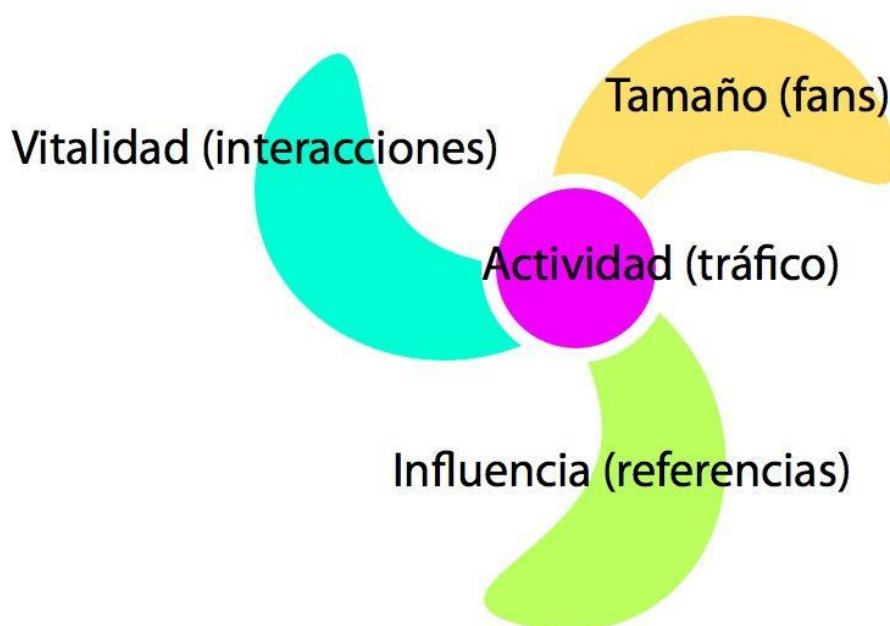 Tamaño (fans)
Vitalidad (interacciones)
Actividad (tráfico)
Influencia (referencias)